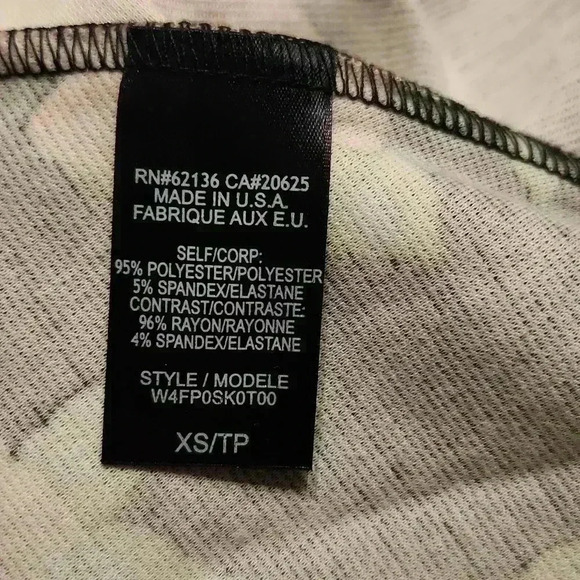 RN#62136 CA#20625
MADE IN U.S.A.
FABRIQUE AUX E.U.
SELF/CORP:
95% POLYESTER/POLYESTER
5% SPANDEX/ELASTANE
CONTRAST/CONTRASTE:
96% RAYON/RAYONNE
4% SPANDEX/ELASTANE
STYLE / MODELE
W4FP0SK0T00
XS/TP